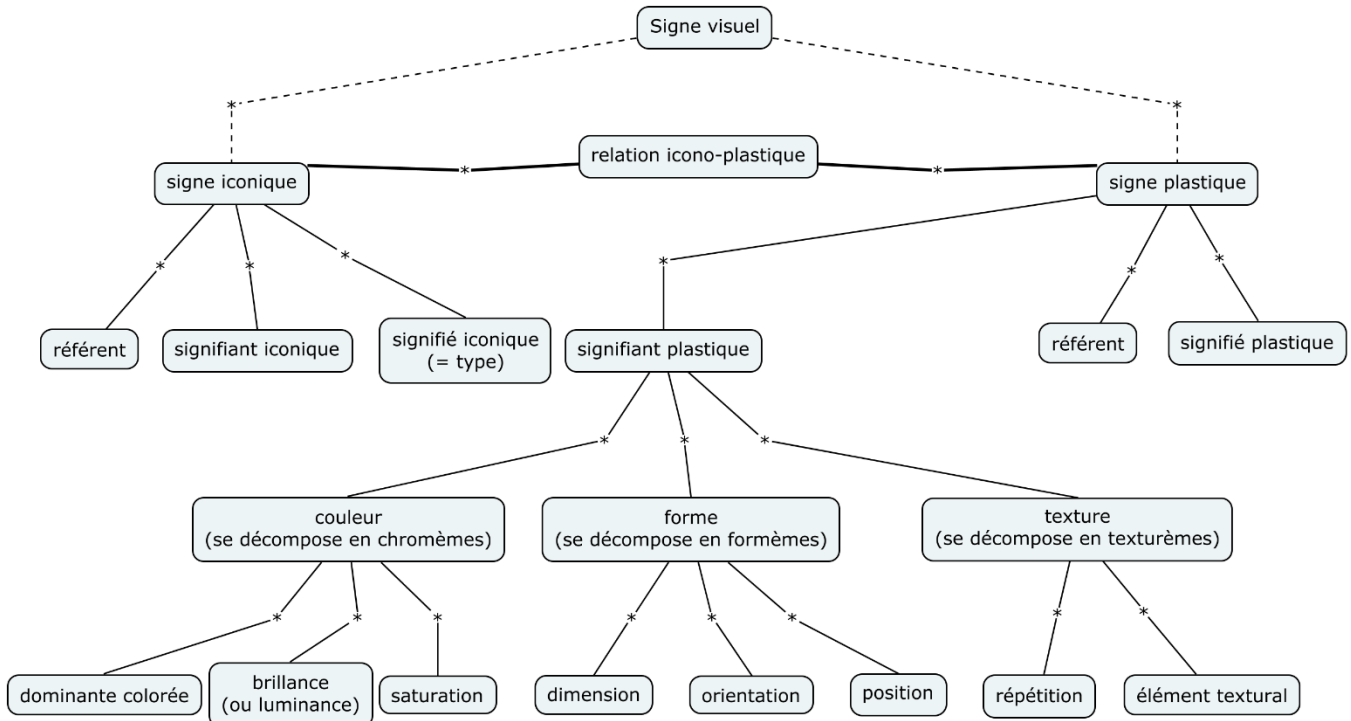 Signe visuel
*
*
relation icono-plastique
signe iconique
*
*
signe plastique
*
*
*
*
*
*
référent
signifiant iconique
signifié iconique
(= type)
signifiant plastique
référent
signifié plastique
*
*
*
couleur
(se décompose en chromèmes)
forme
(se décompose en formèmes)
texture
(se décompose en texturèmes)
*
*
*
*
*
*
*
*
dominante colorée
brillance
(ou luminance)
saturation
dimension
orientation
position
répétition
élément textural